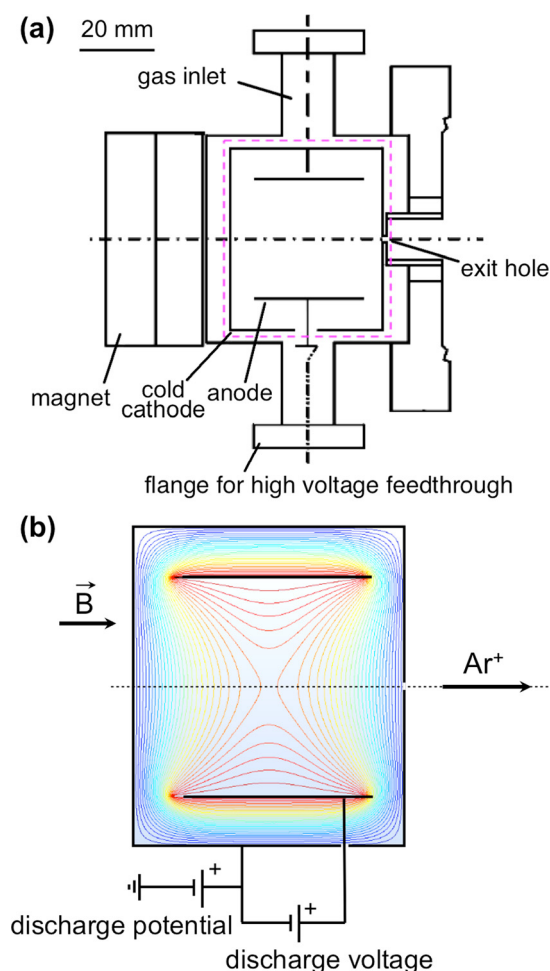 (a)
20 mm
gas inlet
exit hole
cold
cathode
anode
magnet
flange for high voltage feedthrough
(b)
B
Ar+
+
discharge potential
+
discharge voltage